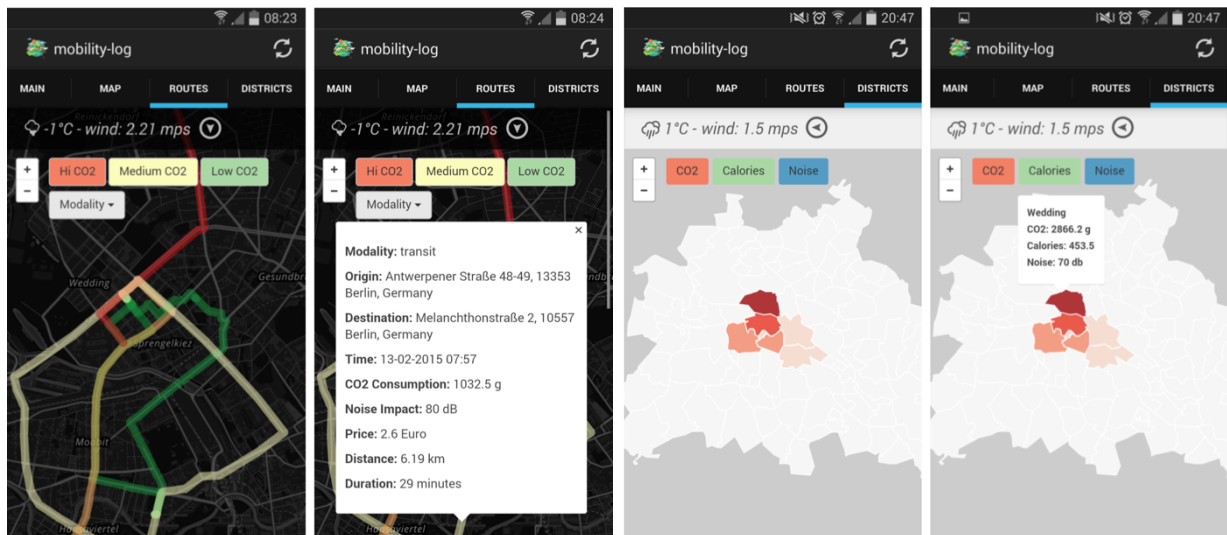 08:23
mobility-log
MAIN MAP ROUTES DISTRICTS
Reinickendorf
-1°C - wind: 2.21 mps
+
−
Hi CO2 Medium CO2 Low CO2
Modality
Wedding
Sprengelkiez
Moabit
Hansaviertel
08:24
mobility-log
MAIN MAP ROUTES DISTRICTS
Reinickendorf
-1°C - wind: 2.21 mps
+
−
Hi CO2 Medium CO2 Low CO2
Modality
×
Modality: transit
Origin: Antwerpener Straße 48-49, 13353
Berlin, Germany
Destination: Melanchthonstraße 2, 10557
Berlin, Germany
Time: 13-02-2015 07:57
CO2 Consumption: 1032.5 g
Noise Impact: 80 dB
Price: 2.6 Euro
Distance: 6.19 km
Duration: 29 minutes
Hansaviertel
20:47
mobility-log
MAIN MAP ROUTES DISTRICTS
1°C - wind: 1.5 mps
+
−
CO2 Calories Noise
20:47
mobility-log
MAIN MAP ROUTES DISTRICTS
1°C - wind: 1.5 mps
+
−
CO2 Calories Noise
Wedding
CO2: 2866.2 g
Calories: 453.5
Noise: 70 db